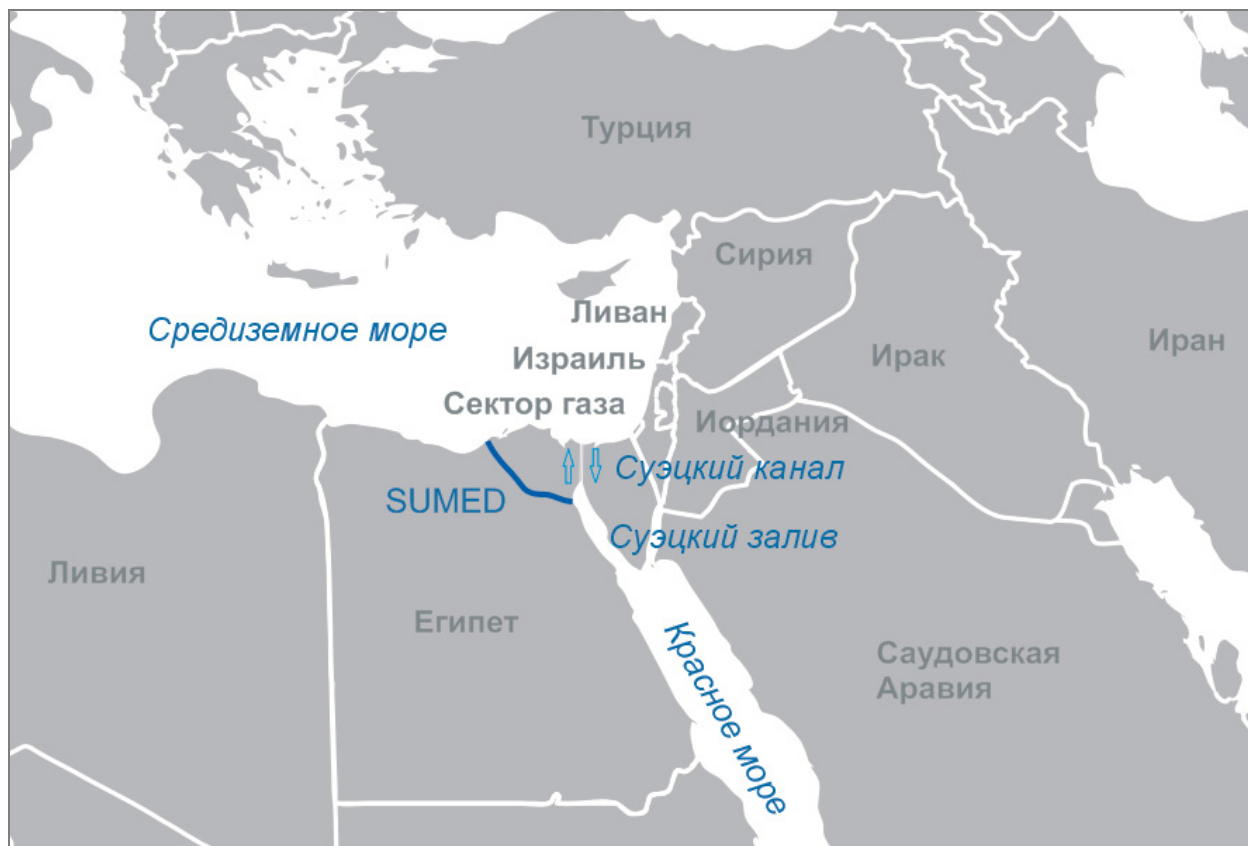 Турция
Сирия
Ливан
Средиземное море
Ирак
Иран
Израиль
Сектор газа
Иордания
Суэцкий канал
SUMED
Суэцкий залив
Ливия
Египет
Красное море
Саудовская
Аравия